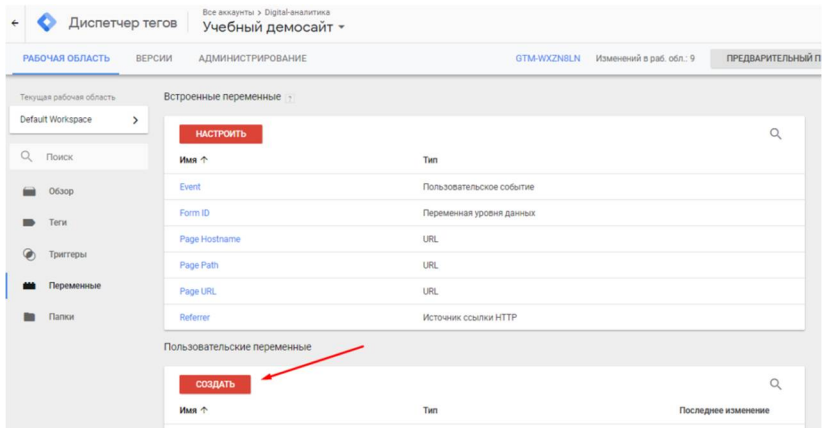 Все аккаунты > Digital-аналитика
Диспетчер тегов
Учебный демосайт
РАБОЧАЯ ОБЛАСТЬ ВЕРСИИ АДМИНИСТРИРОВАНИЕ GTM-WXZN8LN Изменений в раб. обл.: 9 ПРЕДВАРИТЕЛЬНЫЙ П
Текущая рабочая область
Default Workspace
Поиск
Обзор
Теги
Триггеры
Переменные
Папки
Встроенные переменные ?
НАСТРОИТЬ
Имя ↑ Тип
Event Пользовательское событие
Form ID Переменная уровня данных
Page Hostname URL
Page Path URL
Page URL URL
Referrer Источник ссылки HTTP
Пользовательские переменные
СОЗДАТЬ
Имя ↑ Тип Последнее изменение